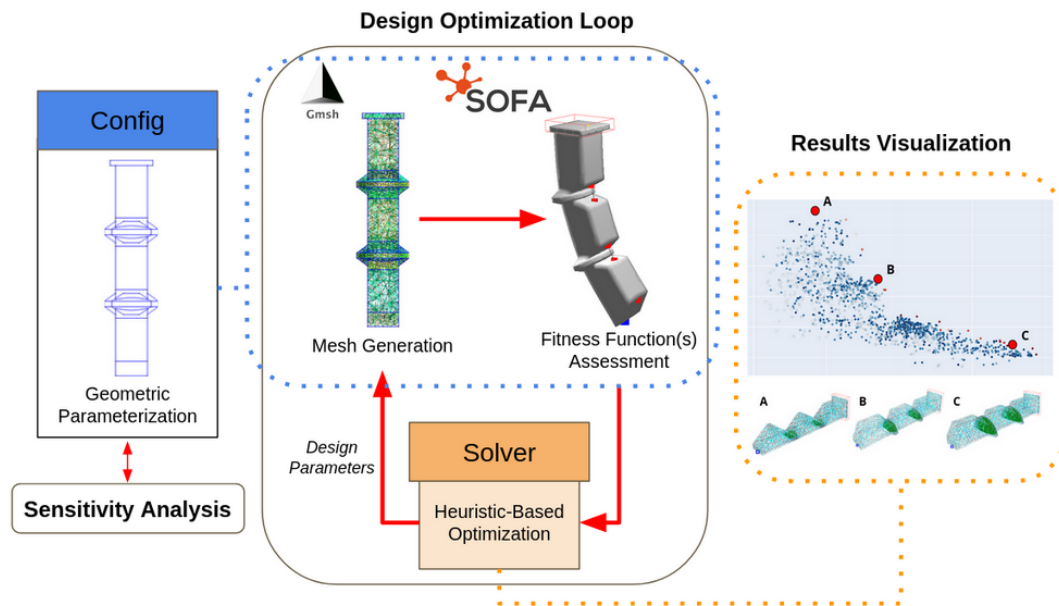 Design Optimization Loop
Config
Geometric
Parameterization
Sensitivity Analysis
Gmsh
SOFA
Mesh Generation
Fitness Function(s)
Assessment
Design
Parameters
Solver
Heuristic-Based
Optimization
Results Visualization
A
B
C
A
B
C